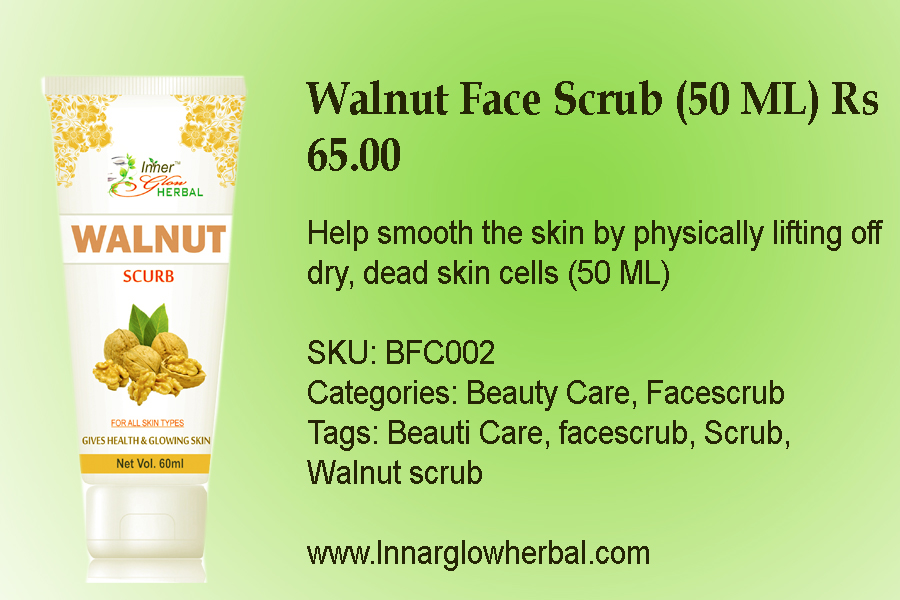 Inner™
Glow
HERBAL
WALNUT
SCURB
FOR ALL SKIN TYPES
GIVES HEALTH & GLOWING SKIN
Net Vol. 60ml
Walnut Face Scrub (50 ML) Rs
65.00
Help smooth the skin by physically lifting off
dry, dead skin cells (50 ML)
SKU: BFC002
Categories: Beauty Care, Facescrub
Tags: Beauti Care, facescrub, Scrub,
Walnut scrub
www.Innarglowherbal.com